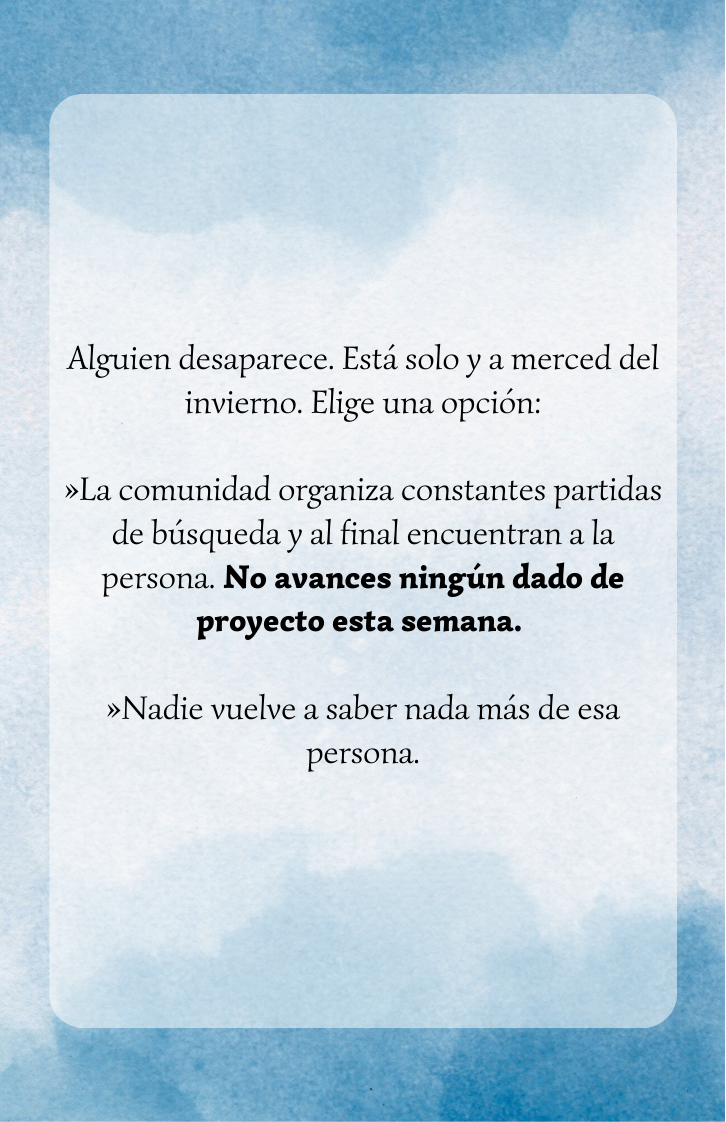 Alguien desaparece. Está solo y a merced del
invierno. Elige una opción:
»La comunidad organiza constantes partidas
de búsqueda y al final encuentran a la
persona. No avances ningún dado de
proyecto esta semana.
»Nadie vuelve a saber nada más de esa
persona.